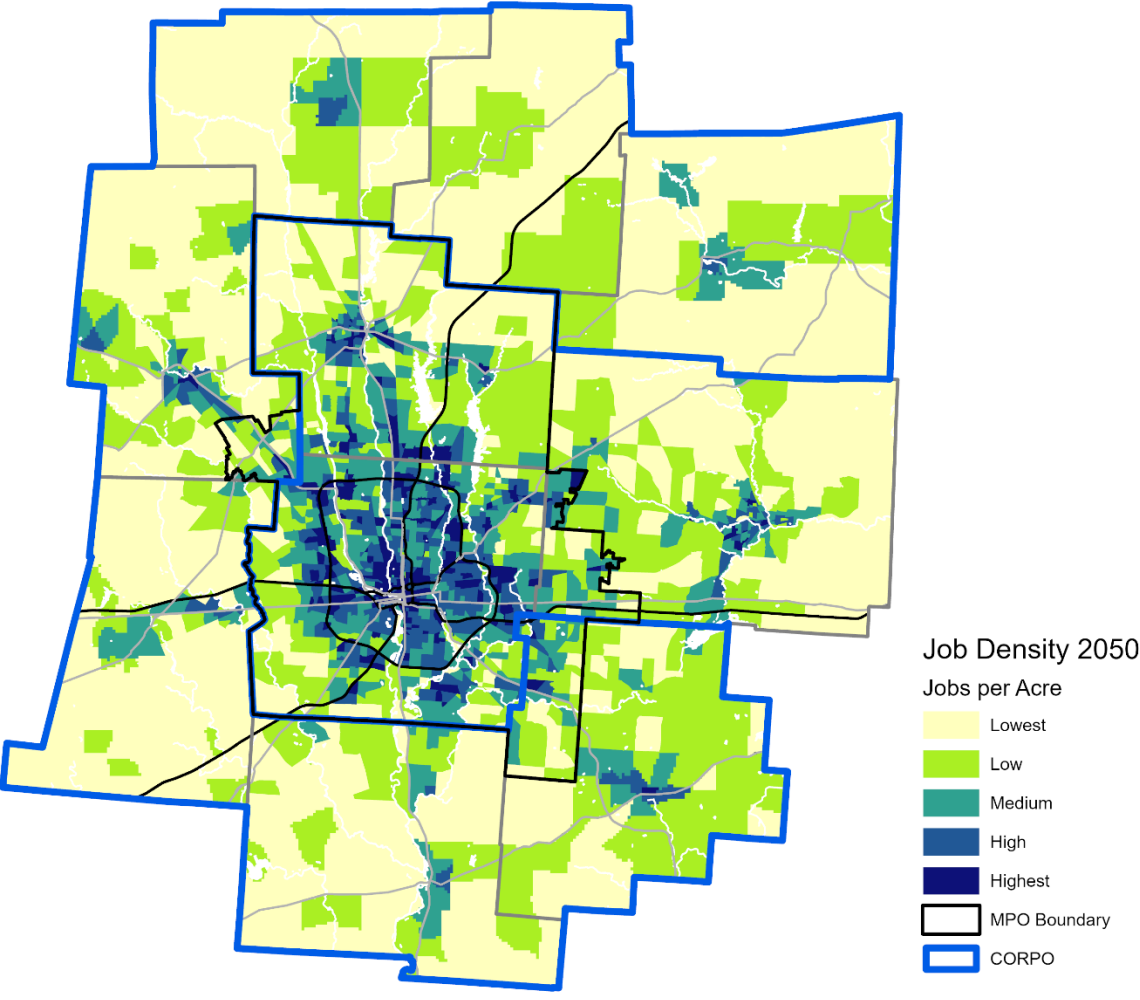 Job Density 2050
Jobs per Acre
Lowest
Low
Medium
High
Highest
MPO Boundary
CORPO